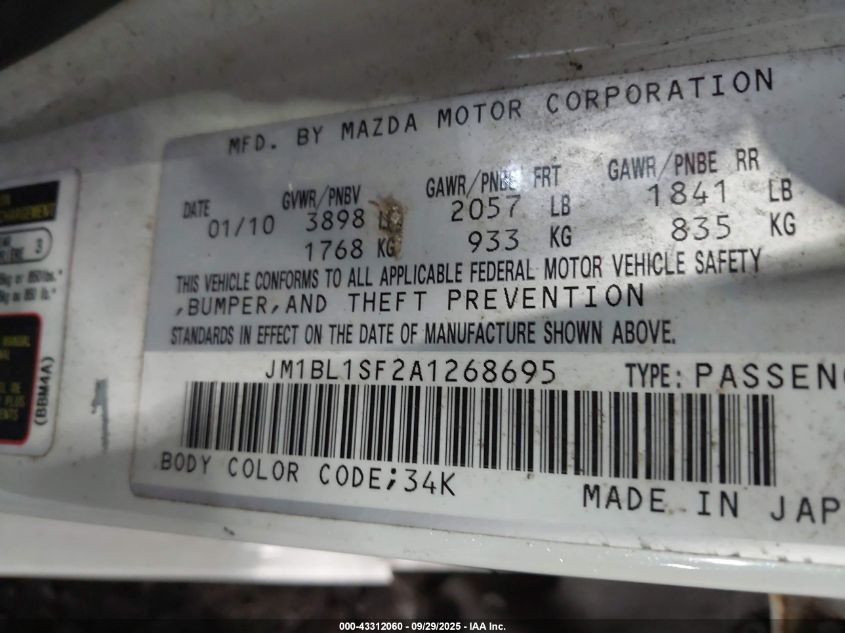 MFD. BY MAZDA MOTOR CORPORATION
DATE GVWR/PNBV GAWR/PNBE FRT GAWR/PNBE RR
01/10 3898 LB 2057 LB 1841 LB
1768 KG 933 KG 835 KG
THIS VEHICLE CONFORMS TO ALL APPLICABLE FEDERAL MOTOR VEHICLE SAFETY
,BUMPER,AND THEFT PREVENTION
STANDARDS IN EFFECT ON THE DATE OF MANUFACTURE SHOWN ABOVE.
JM1BL1SF2A1268695 TYPE: PASSEN
BODY COLOR CODE;34K
MADE IN JAP
3
(BBM4A)
000-43312060 - 09/29/2025 - IAA Inc.